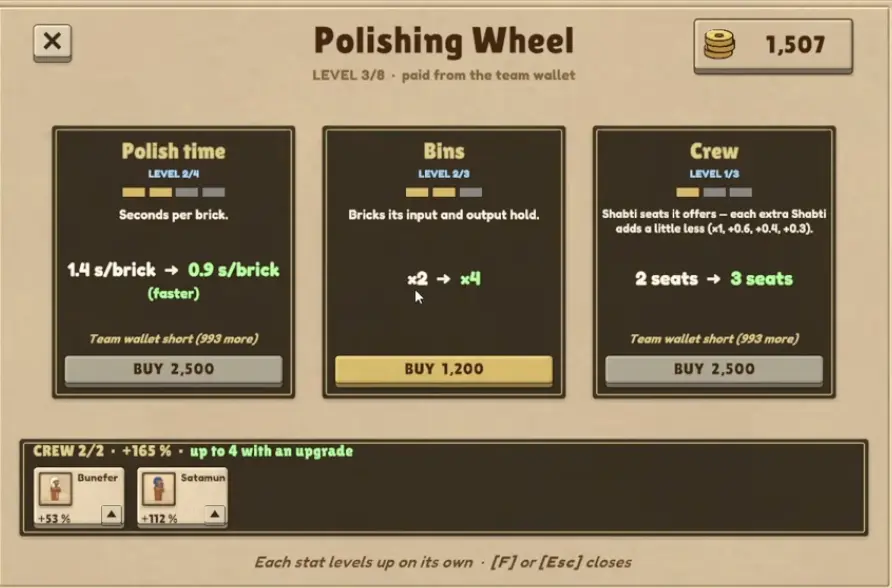 Polishing Wheel
1,507
LEVEL 3/8 · paid from the team wallet
Polish time
LEVEL 2/4
Seconds per brick.
1.4 s/brick → 0.9 s/brick
(faster)
Team wallet short (993 more)
BUY 2,500
Bins
LEVEL 2/3
Bricks its input and output hold.
x2 → x4
BUY 1,200
Crew
LEVEL 1/3
Shabti seats it offers – each extra Shabti
adds a little less (x1, +0.6, +0.4, +0.3).
2 seats → 3 seats
Team wallet short (993 more)
BUY 2,500
CREW 2/2 · +165 % · up to 4 with an upgrade
Bunefer
+53 %
Satamun
+112 %
Each stat levels up on its own · [F] or [Esc] closes